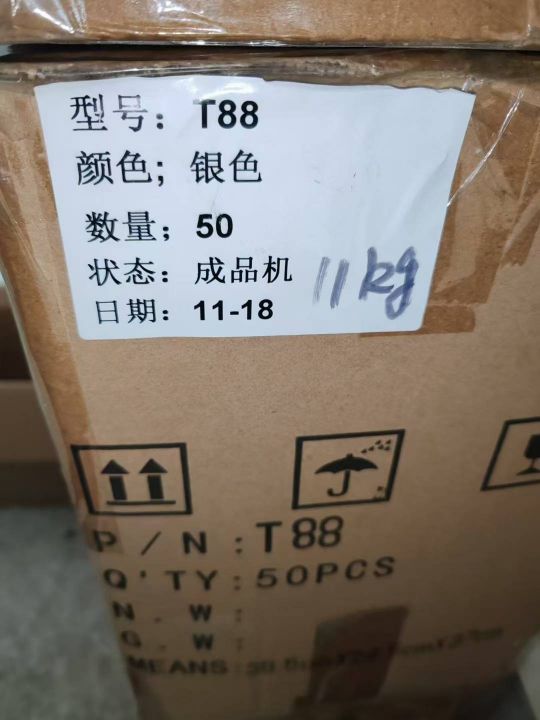 型号: T88
颜色; 银色
数量; 50
状态: 成品机
11kg
日期: 11-18
P/N:T88
Q'TY:50PCS
N.W:
G.W:
MEANS: